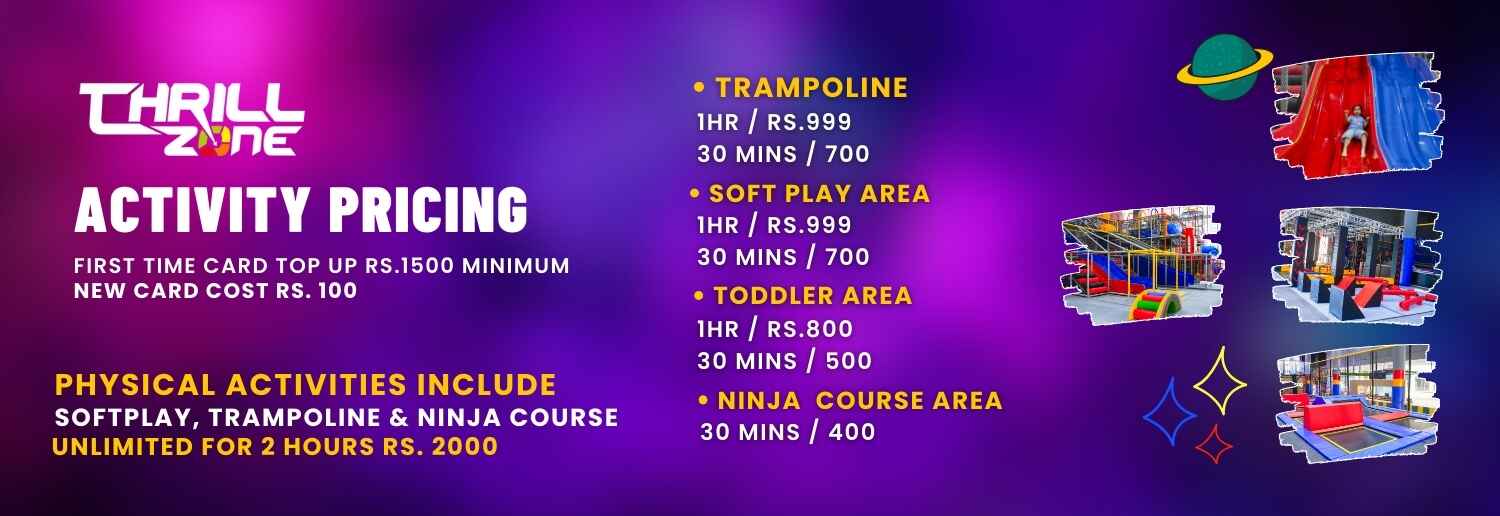 THRILL
ZONE
ACTIVITY PRICING
FIRST TIME CARD TOP UP RS.1500 MINIMUM
NEW CARD COST RS. 100
PHYSICAL ACTIVITIES INCLUDE
SOFTPLAY, TRAMPOLINE & NINJA COURSE
UNLIMITED FOR 2 HOURS RS. 2000
• TRAMPOLINE
1HR / RS.999
30 MINS / 700
• SOFT PLAY AREA
1HR / RS.999
30 MINS / 700
• TODDLER AREA
1HR / RS.800
30 MINS / 500
• NINJA COURSE AREA
30 MINS / 400